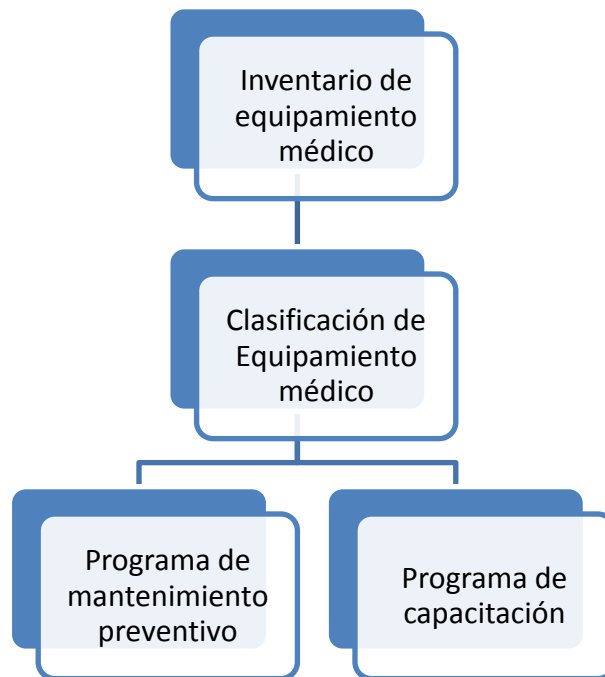 Inventario de
equipamiento
médico
Clasificación de
Equipamiento
médico
Programa de
mantenimiento
preventivo
Programa de
capacitación